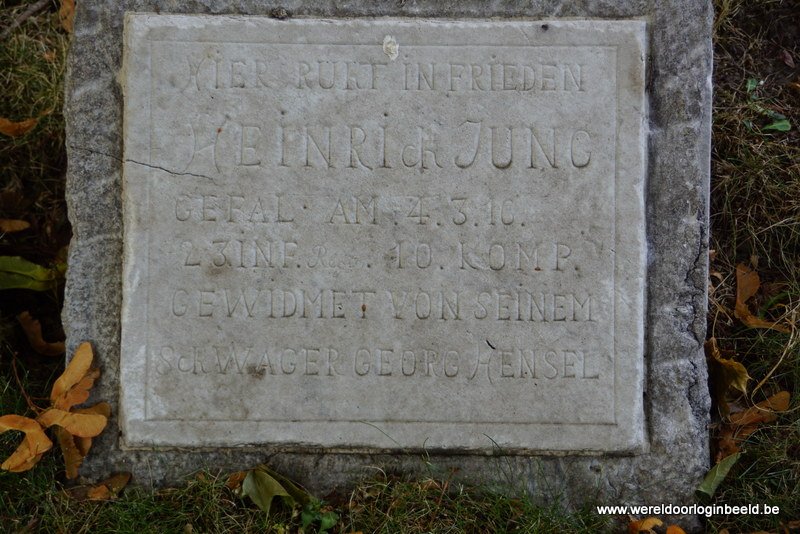 HIER RUHT IN FRIEDEN
HEINRIch JUNG
GEFAL· AM 4.3.16.
23 INF. Reg. 10. KOMP.
GEWIDMET VON SEINEM
SchWAGER GEORG HENSEL
www.wereldoorloginbeeld.be